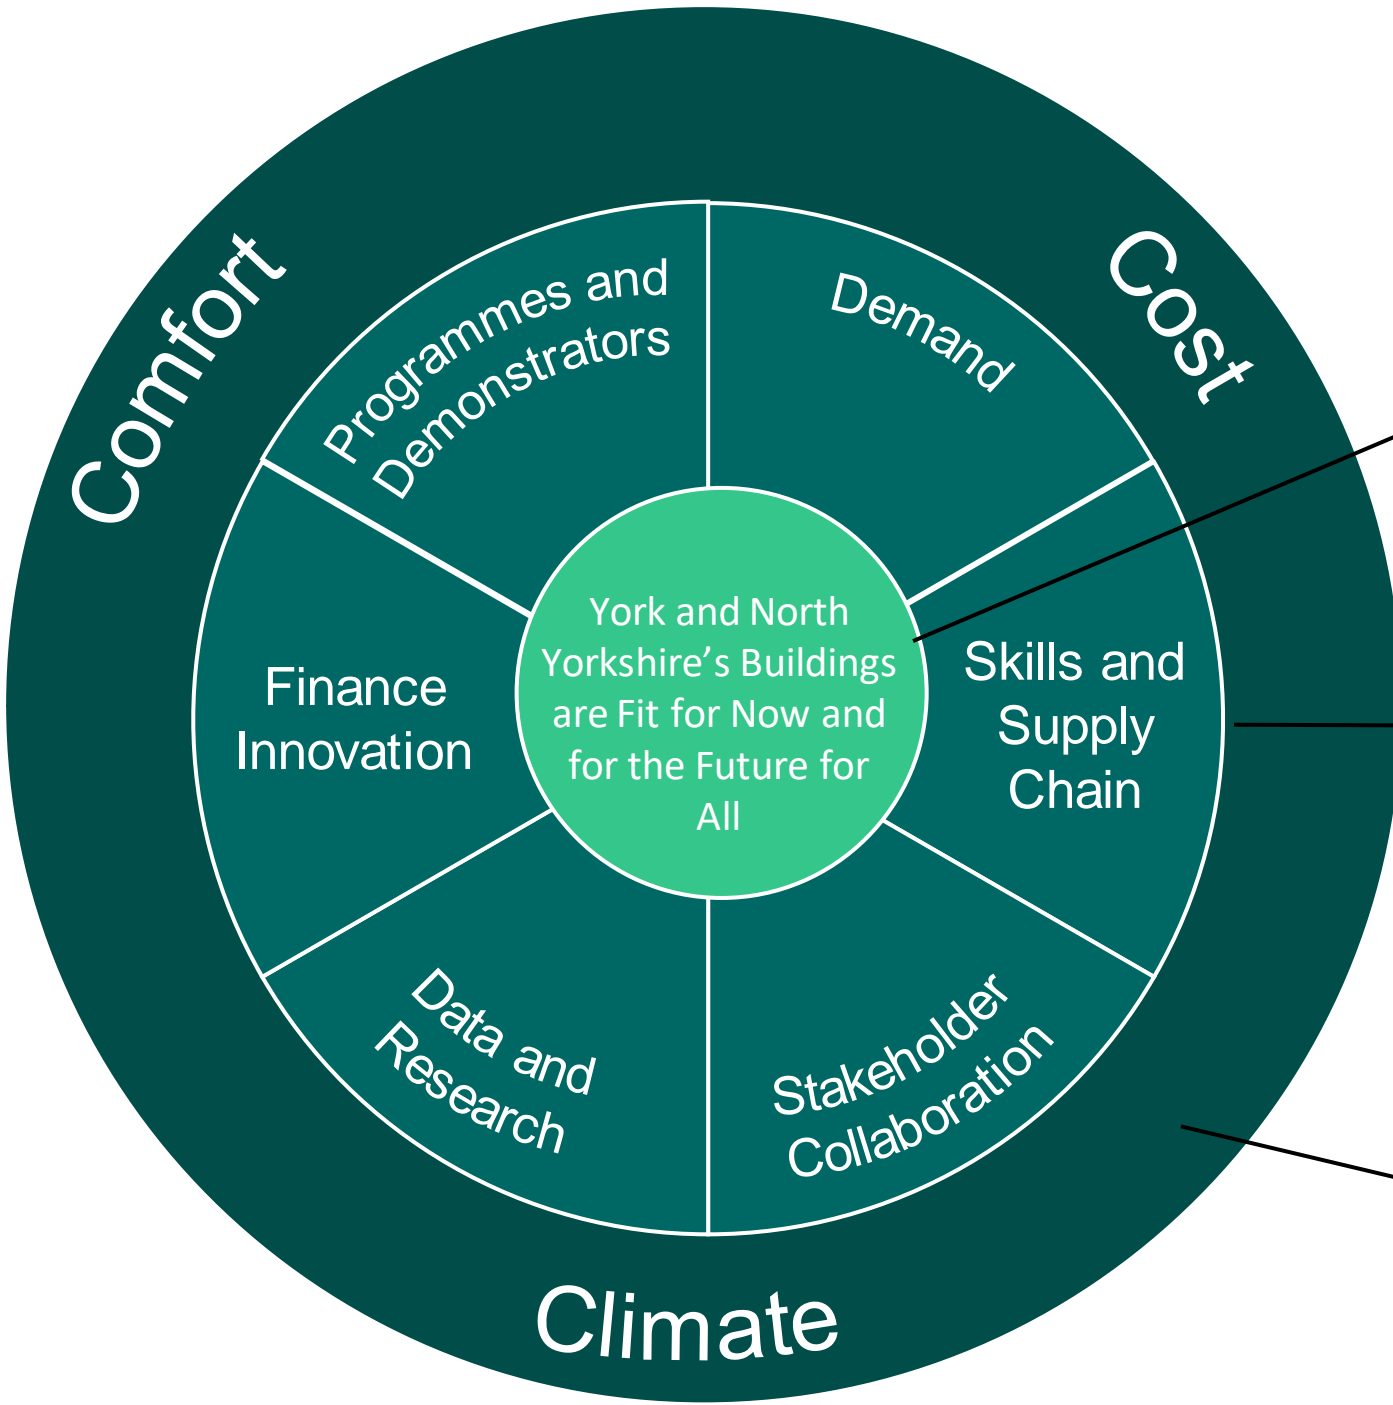 Comfort
Cost
Programmes and
Demonstrators
Demand
Finance
Innovation
York and North
Yorkshire’s Buildings
are Fit for Now and
for the Future for
All
Skills and
Supply
Chain
Data and
Research
Stakeholder
Collaboration
Climate